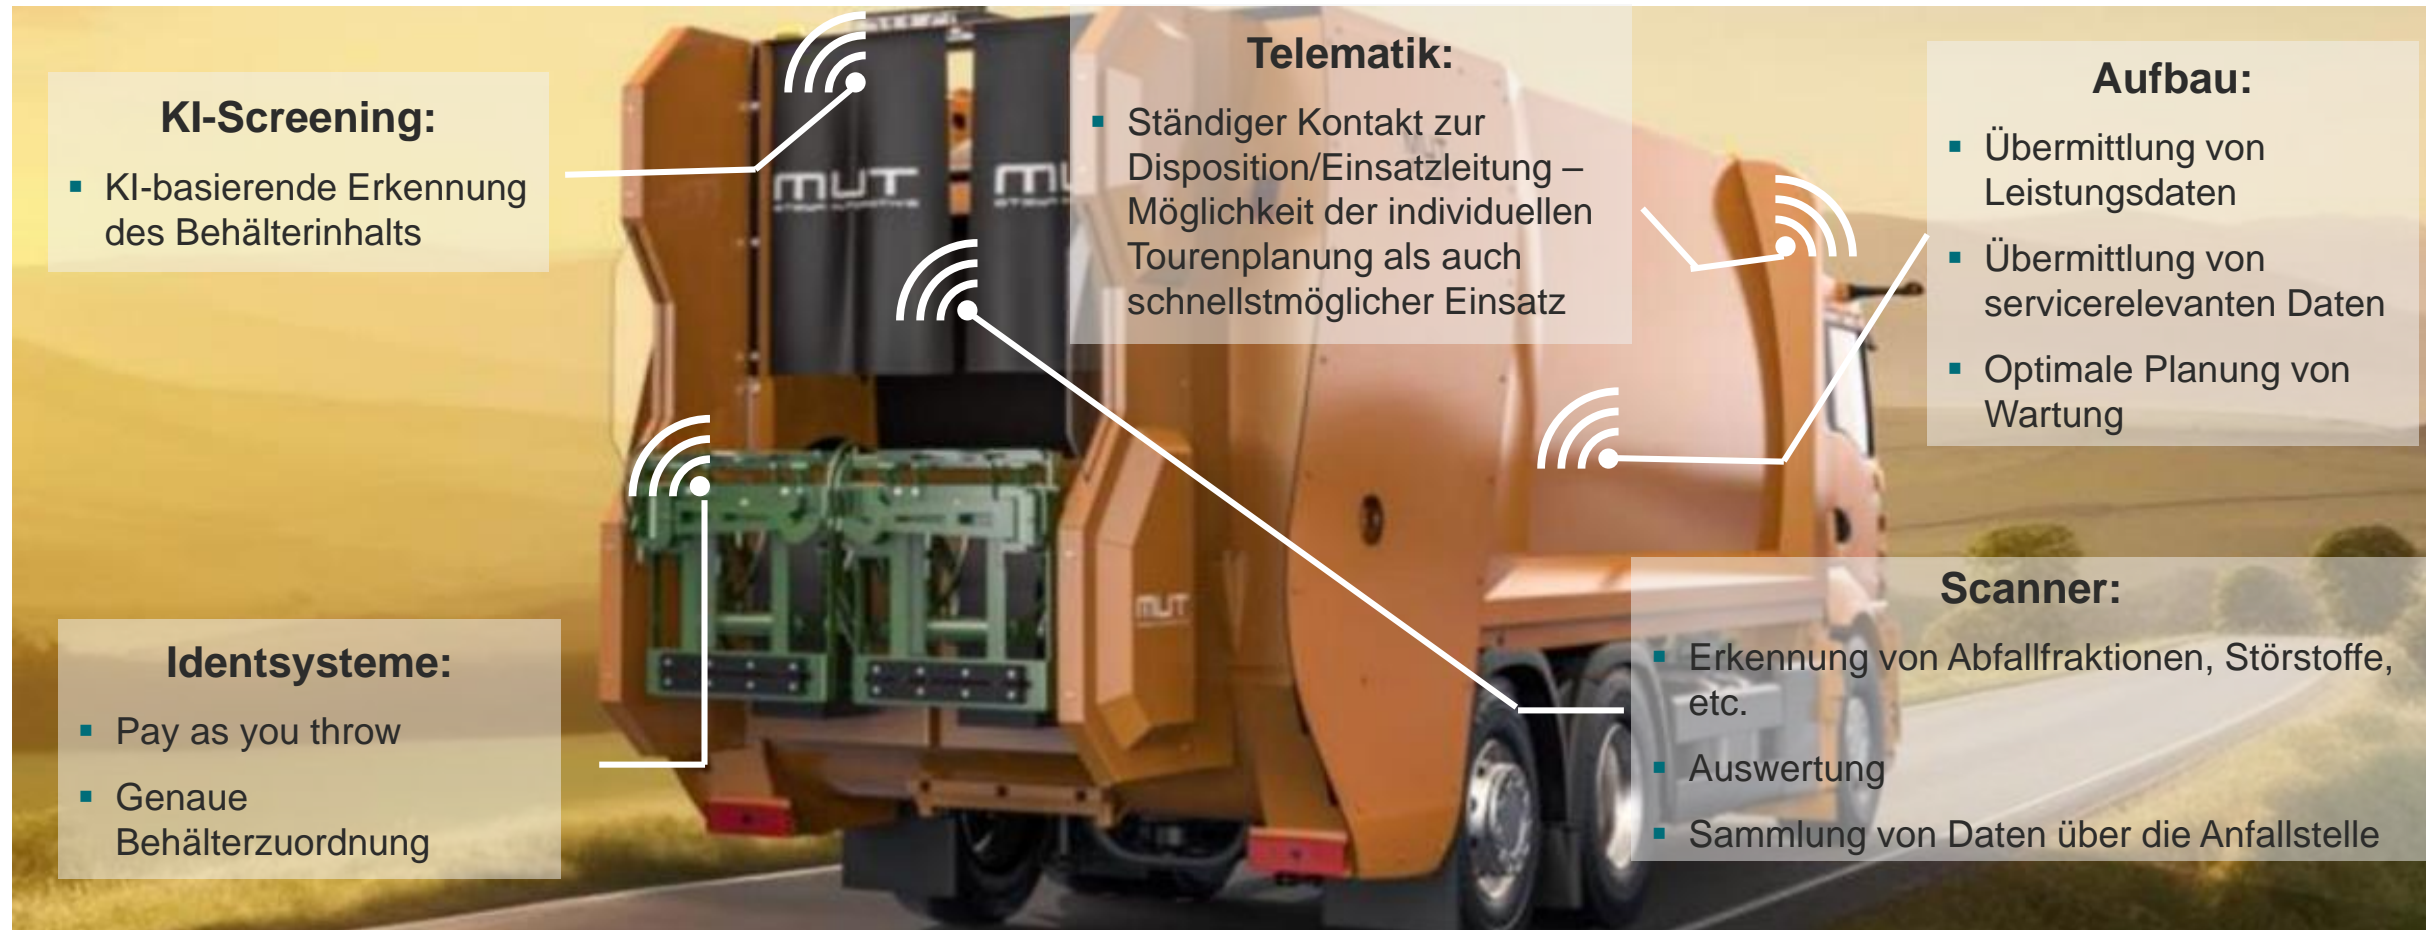 KI-Screening:
▪ KI-basierende Erkennung
des Behälterinhalts
Telematik:
▪ Ständiger Kontakt zur
Disposition/Einsatzleitung –
Möglichkeit der individuellen
Tourenplanung als auch
schnellstmöglicher Einsatz
Aufbau:
▪ Übermittlung von
Leistungsdaten
▪ Übermittlung von
servicerelevanten Daten
▪ Optimale Planung von
Wartung
Identsysteme:
▪ Pay as you throw
▪ Genaue
Behälterzuordnung
Scanner:
▪ Erkennung von Abfallfraktionen, Störstoffe,
etc.
▪ Auswertung
▪ Sammlung von Daten über die Anfallstelle
MUT
MUT